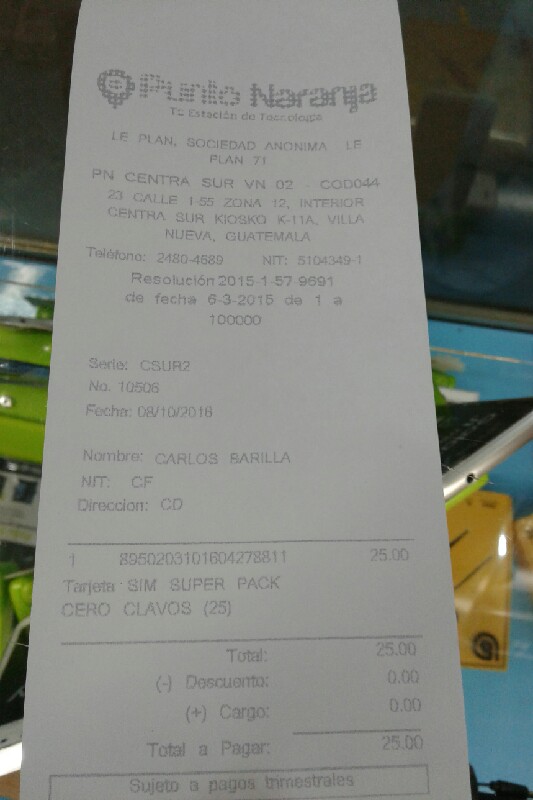 Punto Naranja
Tu Estación de Tecnología
LE PLAN, SOCIEDAD ANONIMA LE
PLAN 71
PN CENTRA SUR VN 02 - COD044
23 CALLE 1-55 ZONA 12, INTERIOR
CENTRA SUR KIOSKO K-11A, VILLA
NUEVA, GUATEMALA
Teléfono: 2480-4689 NIT: 5104349-1
Resolución 2015-1-57-9691
de fecha 6-3-2015 de 1 a
100000
Serie: CSUR2
No. 10506
Fecha: 08/10/2016
Nombre: CARLOS BARILLA
NIT: CF
Direccion: CD
1 8950203101604278811 25.00
Tarjeta SIM SUPER PACK
CERO CLAVOS (25)
Total: 25.00
(-) Descuento: 0.00
(+) Cargo: 0.00
Total a Pagar: 25.00
Sujeto a pagos trimestrales